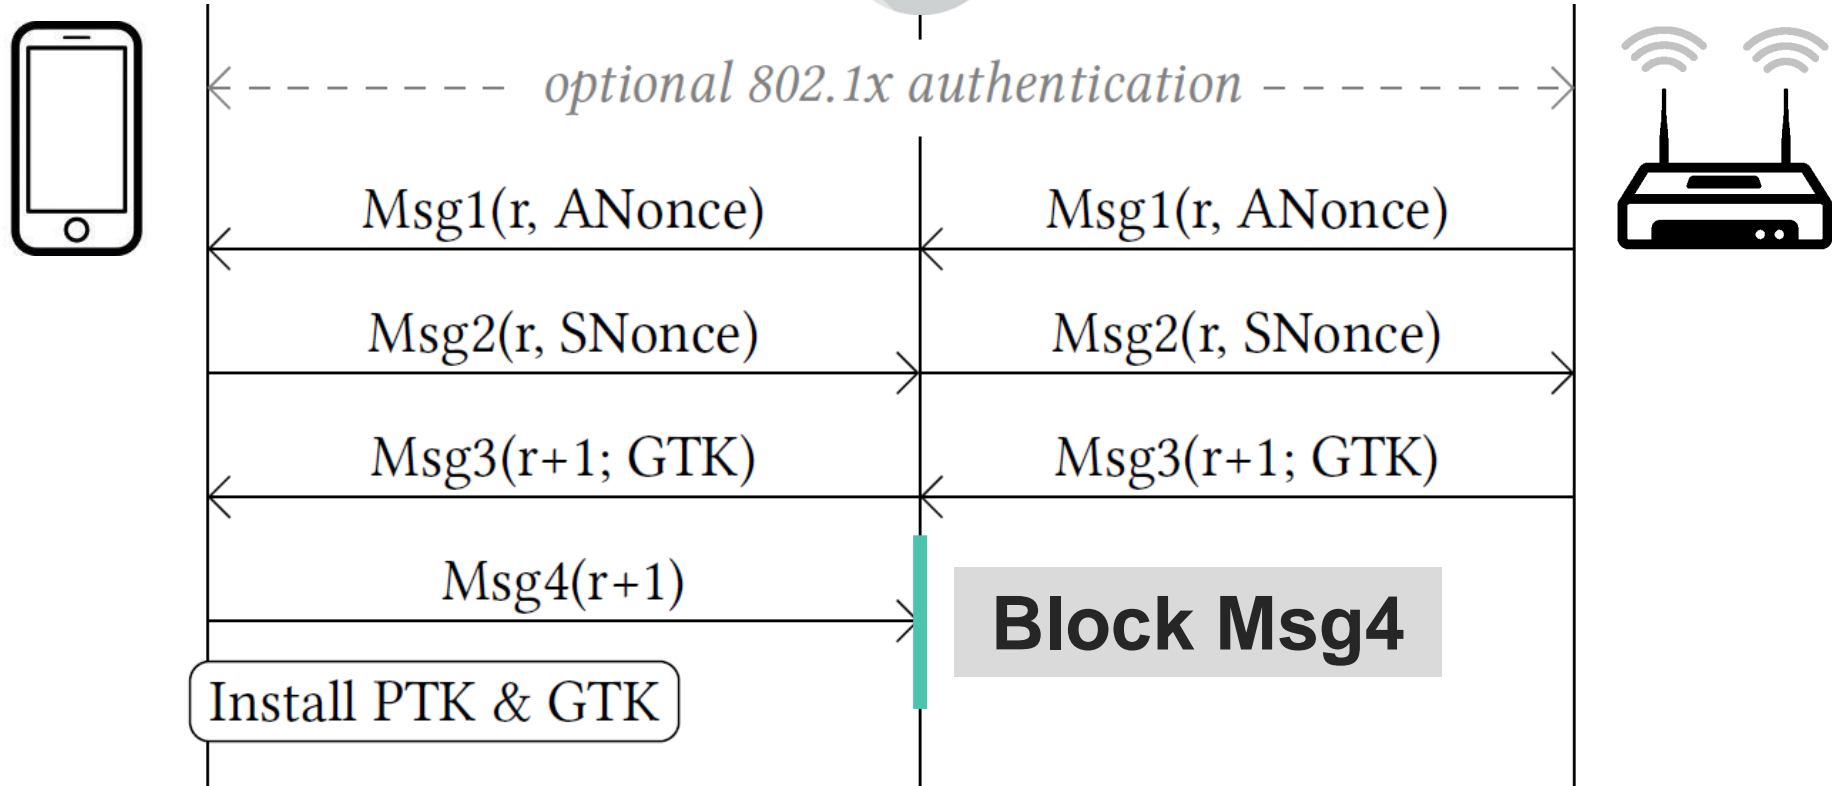 optional 802.1x authentication
Msg1(r, ANonce) Msg1(r, ANonce)
Msg2(r, SNonce) Msg2(r, SNonce)
Msg3(r+1; GTK) Msg3(r+1; GTK)
Msg4(r+1)
Block Msg4
Install PTK & GTK